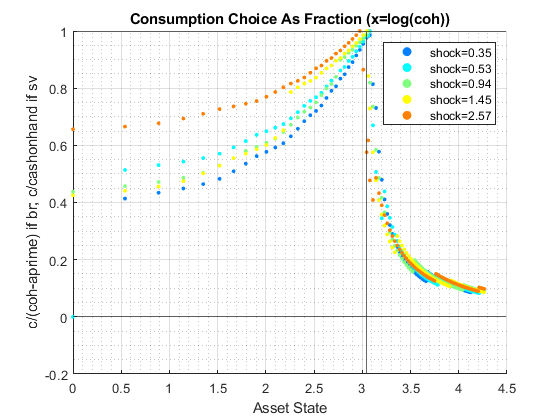 Consumption Choice As Fraction (x=log(coh))
c/(coh-aprime) if br; c/cashonhand if sv
1
0.8
0.6
0.4
0.2
0
-0.2
shock=0.35
shock=0.53
shock=0.94
shock=1.45
shock=2.57
0 0.5 1 1.5 2 2.5 3 3.5 4 4.5
Asset State